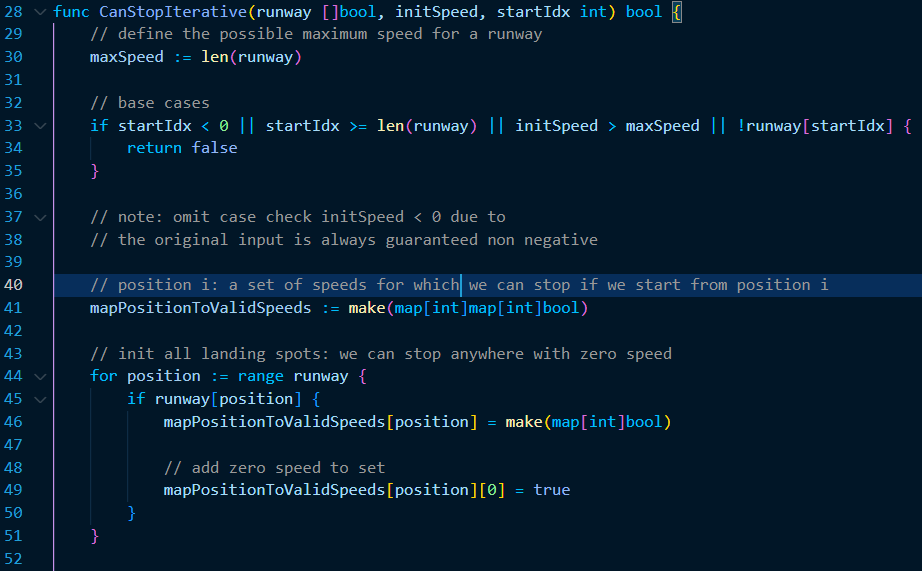 28 func CanStopIterative(runway []bool, initSpeed, startIdx int) bool {
29     // define the possible maximum speed for a runway
30     maxSpeed := len(runway)
31
32     // base cases
33     if startIdx < 0 || startIdx >= len(runway) || initSpeed > maxSpeed || !runway[startIdx] {
34         return false
35     }
36
37     // note: omit case check initSpeed < 0 due to
38     // the original input is always guaranteed non negative
39
40     // position i: a set of speeds for which we can stop if we start from position i
41     mapPositionToValidSpeeds := make(map[int]map[int]bool)
42
43     // init all landing spots: we can stop anywhere with zero speed
44     for position := range runway {
45         if runway[position] {
46             mapPositionToValidSpeeds[position] = make(map[int]bool)
47
48             // add zero speed to set
49             mapPositionToValidSpeeds[position][0] = true
50         }
51     }
52